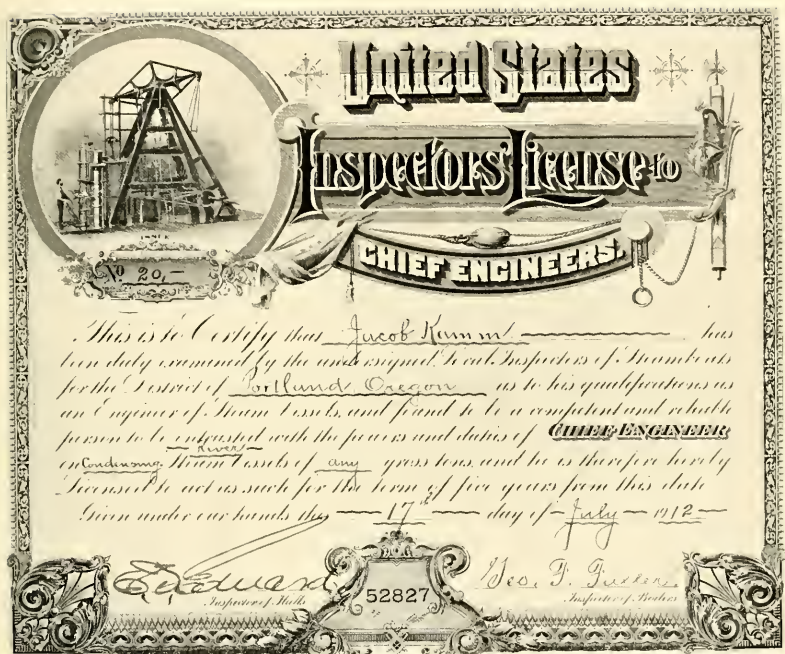 United States
Inspectors' License to
CHIEF ENGINEERS.
ISSUE
No 20,-
This is to Certify that Jacob Kamm has
been duly examined by the undersigned Local Inspectors of Steamboats
for the District of Portland, Oregon as to his qualifications as
an Engineer of Steam Vessels, and found to be a competent and reliable
person to be entrusted with the powers and duties of CHIEF ENGINEER
River
on Condensing Steam Vessels of any gross tons, and he is therefore hereby
Licensed to act as such for the term of five years from this date
Given under our hands this 17th day of July 1912
E. S. Edwards Geo. F.
Inspector of Hulls Inspector of Boilers
52827